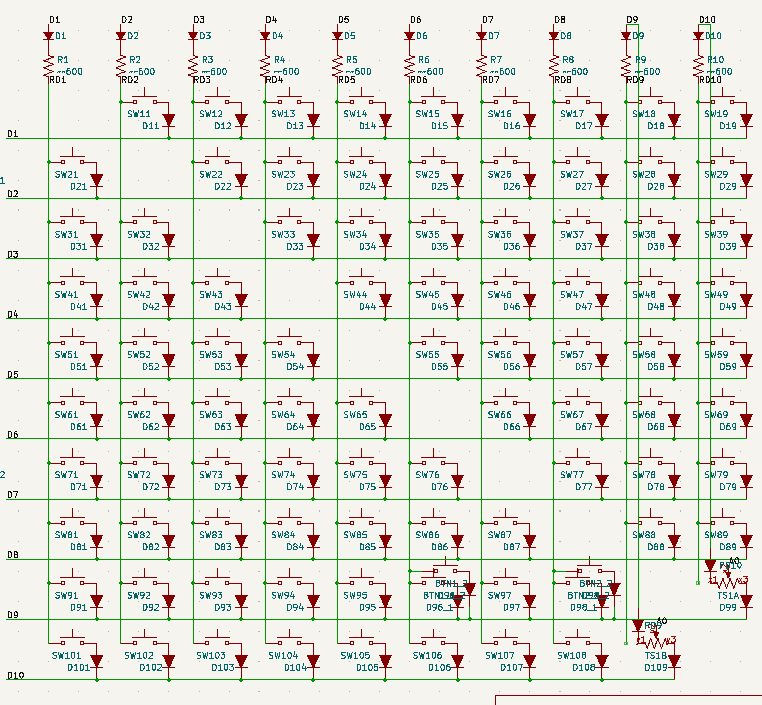 D1 D2 D3 D4 D5 D6 D7 D8 D9 D10
D1 D2 D3 D4 D5 D6 D7 D8 D9 D10
R1 R2 R3 R4 R5 R6 R7 R8 R9 R10
~600 ~600 ~600 ~600 ~600 ~600 ~600 ~600 ~600 ~600
RD1 RD2 RD3 RD4 RD5 RD6 RD7 RD8 RD9 RD10
SW11 SW12 SW13 SW14 SW15 SW16 SW17 SW18 SW19
D11 D12 D13 D14 D15 D16 D17 D18 D19
D1
SW21 SW22 SW23 SW24 SW25 SW26 SW27 SW28 SW29
D21 D22 D23 D24 D25 D26 D27 D28 D29
D2
SW31 SW32 SW33 SW34 SW35 SW36 SW37 SW38 SW39
D31 D32 D33 D34 D35 D36 D37 D38 D39
D3
SW41 SW42 SW43 SW44 SW45 SW46 SW47 SW48 SW49
D41 D42 D43 D44 D45 D46 D47 D48 D49
D4
SW51 SW52 SW53 SW54 SW55 SW56 SW57 SW58 SW59
D51 D52 D53 D54 D55 D56 D57 D58 D59
D5
SW61 SW62 SW63 SW64 SW65 SW66 SW67 SW68 SW69
D61 D62 D63 D64 D65 D66 D67 D68 D69
D6
SW71 SW72 SW73 SW74 SW75 SW76 SW77 SW78 SW79
D71 D72 D73 D74 D75 D76 D77 D78 D79
D7
SW81 SW82 SW83 SW84 SW85 SW86 SW87 SW88 SW89
D81 D82 D83 D84 D85 D86 D87 D88 D89
D8
SW91 SW92 SW93 SW94 SW95 SW97 TS1A
D91 D92 D93 D94 D95 D96_1 D97 D98_1 D99
D9
SW101 SW102 SW103 SW104 SW105 SW106 SW107 SW108 TS1B
D101 D102 D103 D104 D105 D106 D107 D108 D109
D10